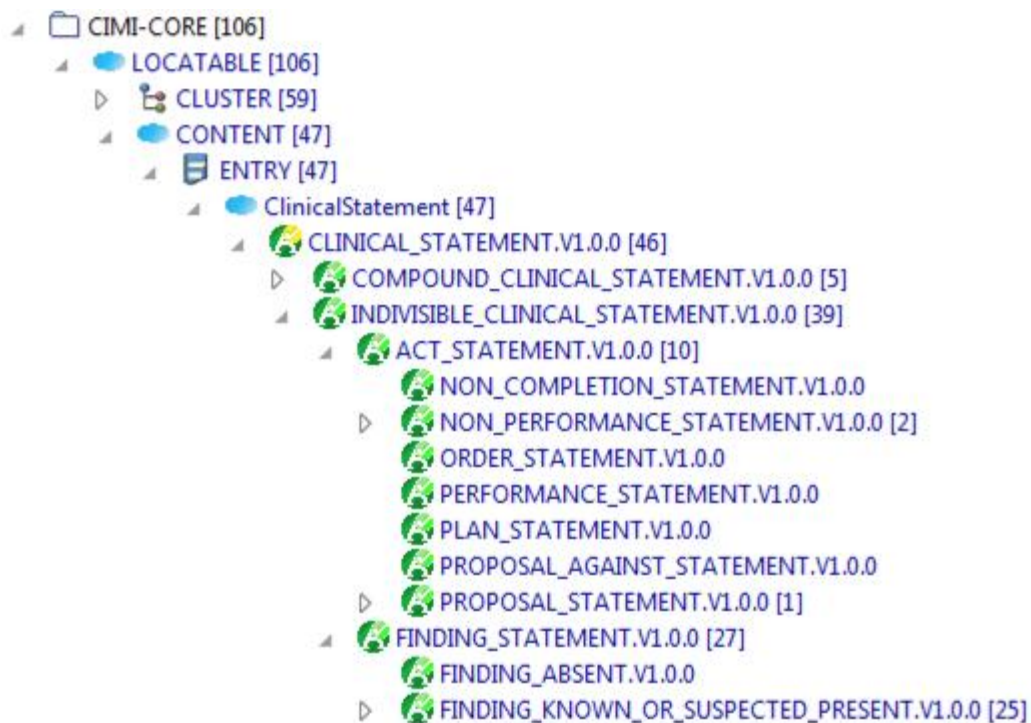 CIMI-CORE [106]
LOCATABLE [106]
CLUSTER [59]
CONTENT [47]
ENTRY [47]
ClinicalStatement [47]
CLINICAL_STATEMENT.V1.0.0 [46]
COMPOUND_CLINICAL_STATEMENT.V1.0.0 [5]
INDIVISIBLE_CLINICAL_STATEMENT.V1.0.0 [39]
ACT_STATEMENT.V1.0.0 [10]
NON_COMPLETION_STATEMENT.V1.0.0
NON_PERFORMANCE_STATEMENT.V1.0.0 [2]
ORDER_STATEMENT.V1.0.0
PERFORMANCE_STATEMENT.V1.0.0
PLAN_STATEMENT.V1.0.0
PROPOSAL_AGAINST_STATEMENT.V1.0.0
PROPOSAL_STATEMENT.V1.0.0 [1]
FINDING_STATEMENT.V1.0.0 [27]
FINDING_ABSENT.V1.0.0
FINDING_KNOWN_OR_SUSPECTED_PRESENT.V1.0.0 [25]